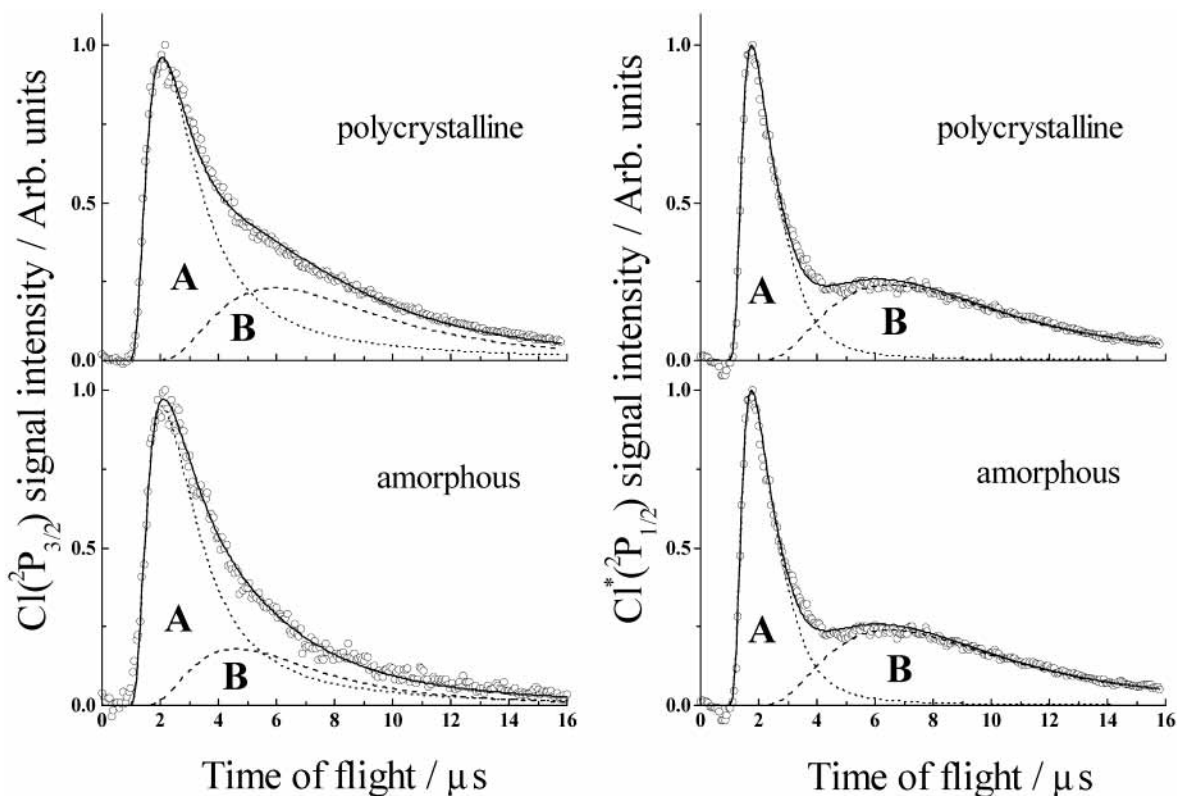 Cl(²P₃/₂) signal intensity / Arb. units
1.0
0.5
0.0
polycrystalline
A
B
1.0
0.5
0.0
amorphous
A
B
0 2 4 6 8 10 12 14 16
Time of flight / μs
Cl*(²P₁/₂) signal intensity / Arb. units
1.0
0.5
0.0
polycrystalline
A
B
1.0
0.5
0.0
amorphous
A
B
0 2 4 6 8 10 12 14 16
Time of flight / μs